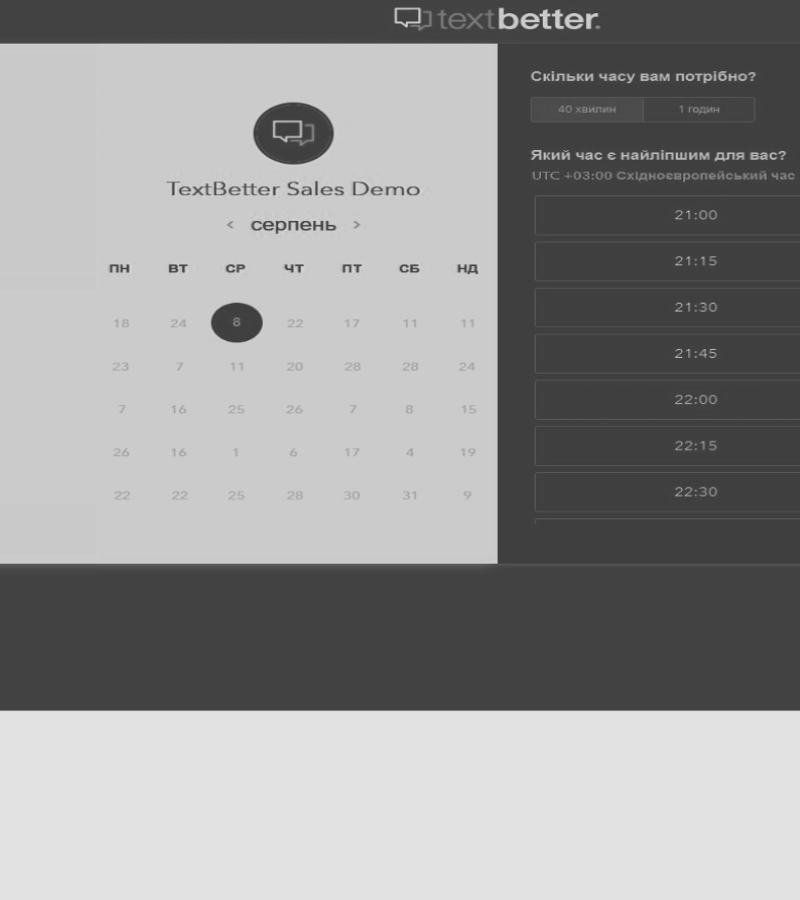 textbetter.
TextBetter Sales Demo
< серпень >
ПН ВТ СР ЧТ ПТ СБ НД
18 24 8 22 17 11 11
23 7 11 20 28 28 24
7 16 25 26 7 8 15
26 16 1 6 17 4 19
22 22 25 28 30 31 9
Скільки часу вам потрібно?
40 хвилин 1 годин
Який час є найліпшим для вас?
UTC +03:00 Східноєвропейський час
21:00
21:15
21:30
21:45
22:00
22:15
22:30